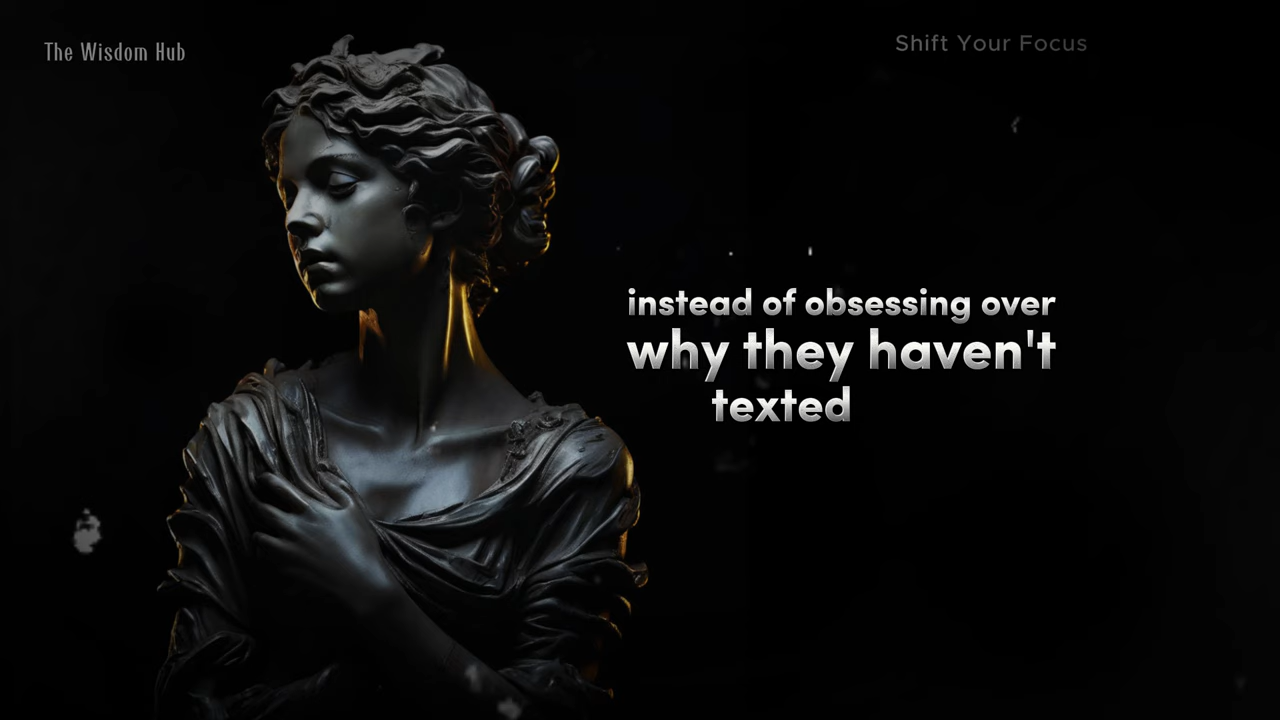 The Wisdom Hub
Shift Your Focus
instead of obsessing over
why they haven't
texted